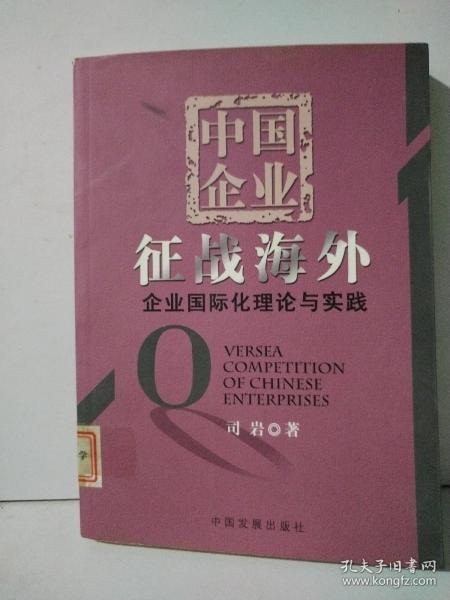 中国
企业
征战海外
企业国际化理论与实践
OVERSEA
COMPETITION
OF CHINESE
ENTERPRISES
司岩◎著
学
中国发展出版社
孔夫子旧书网
www.kongfz.com